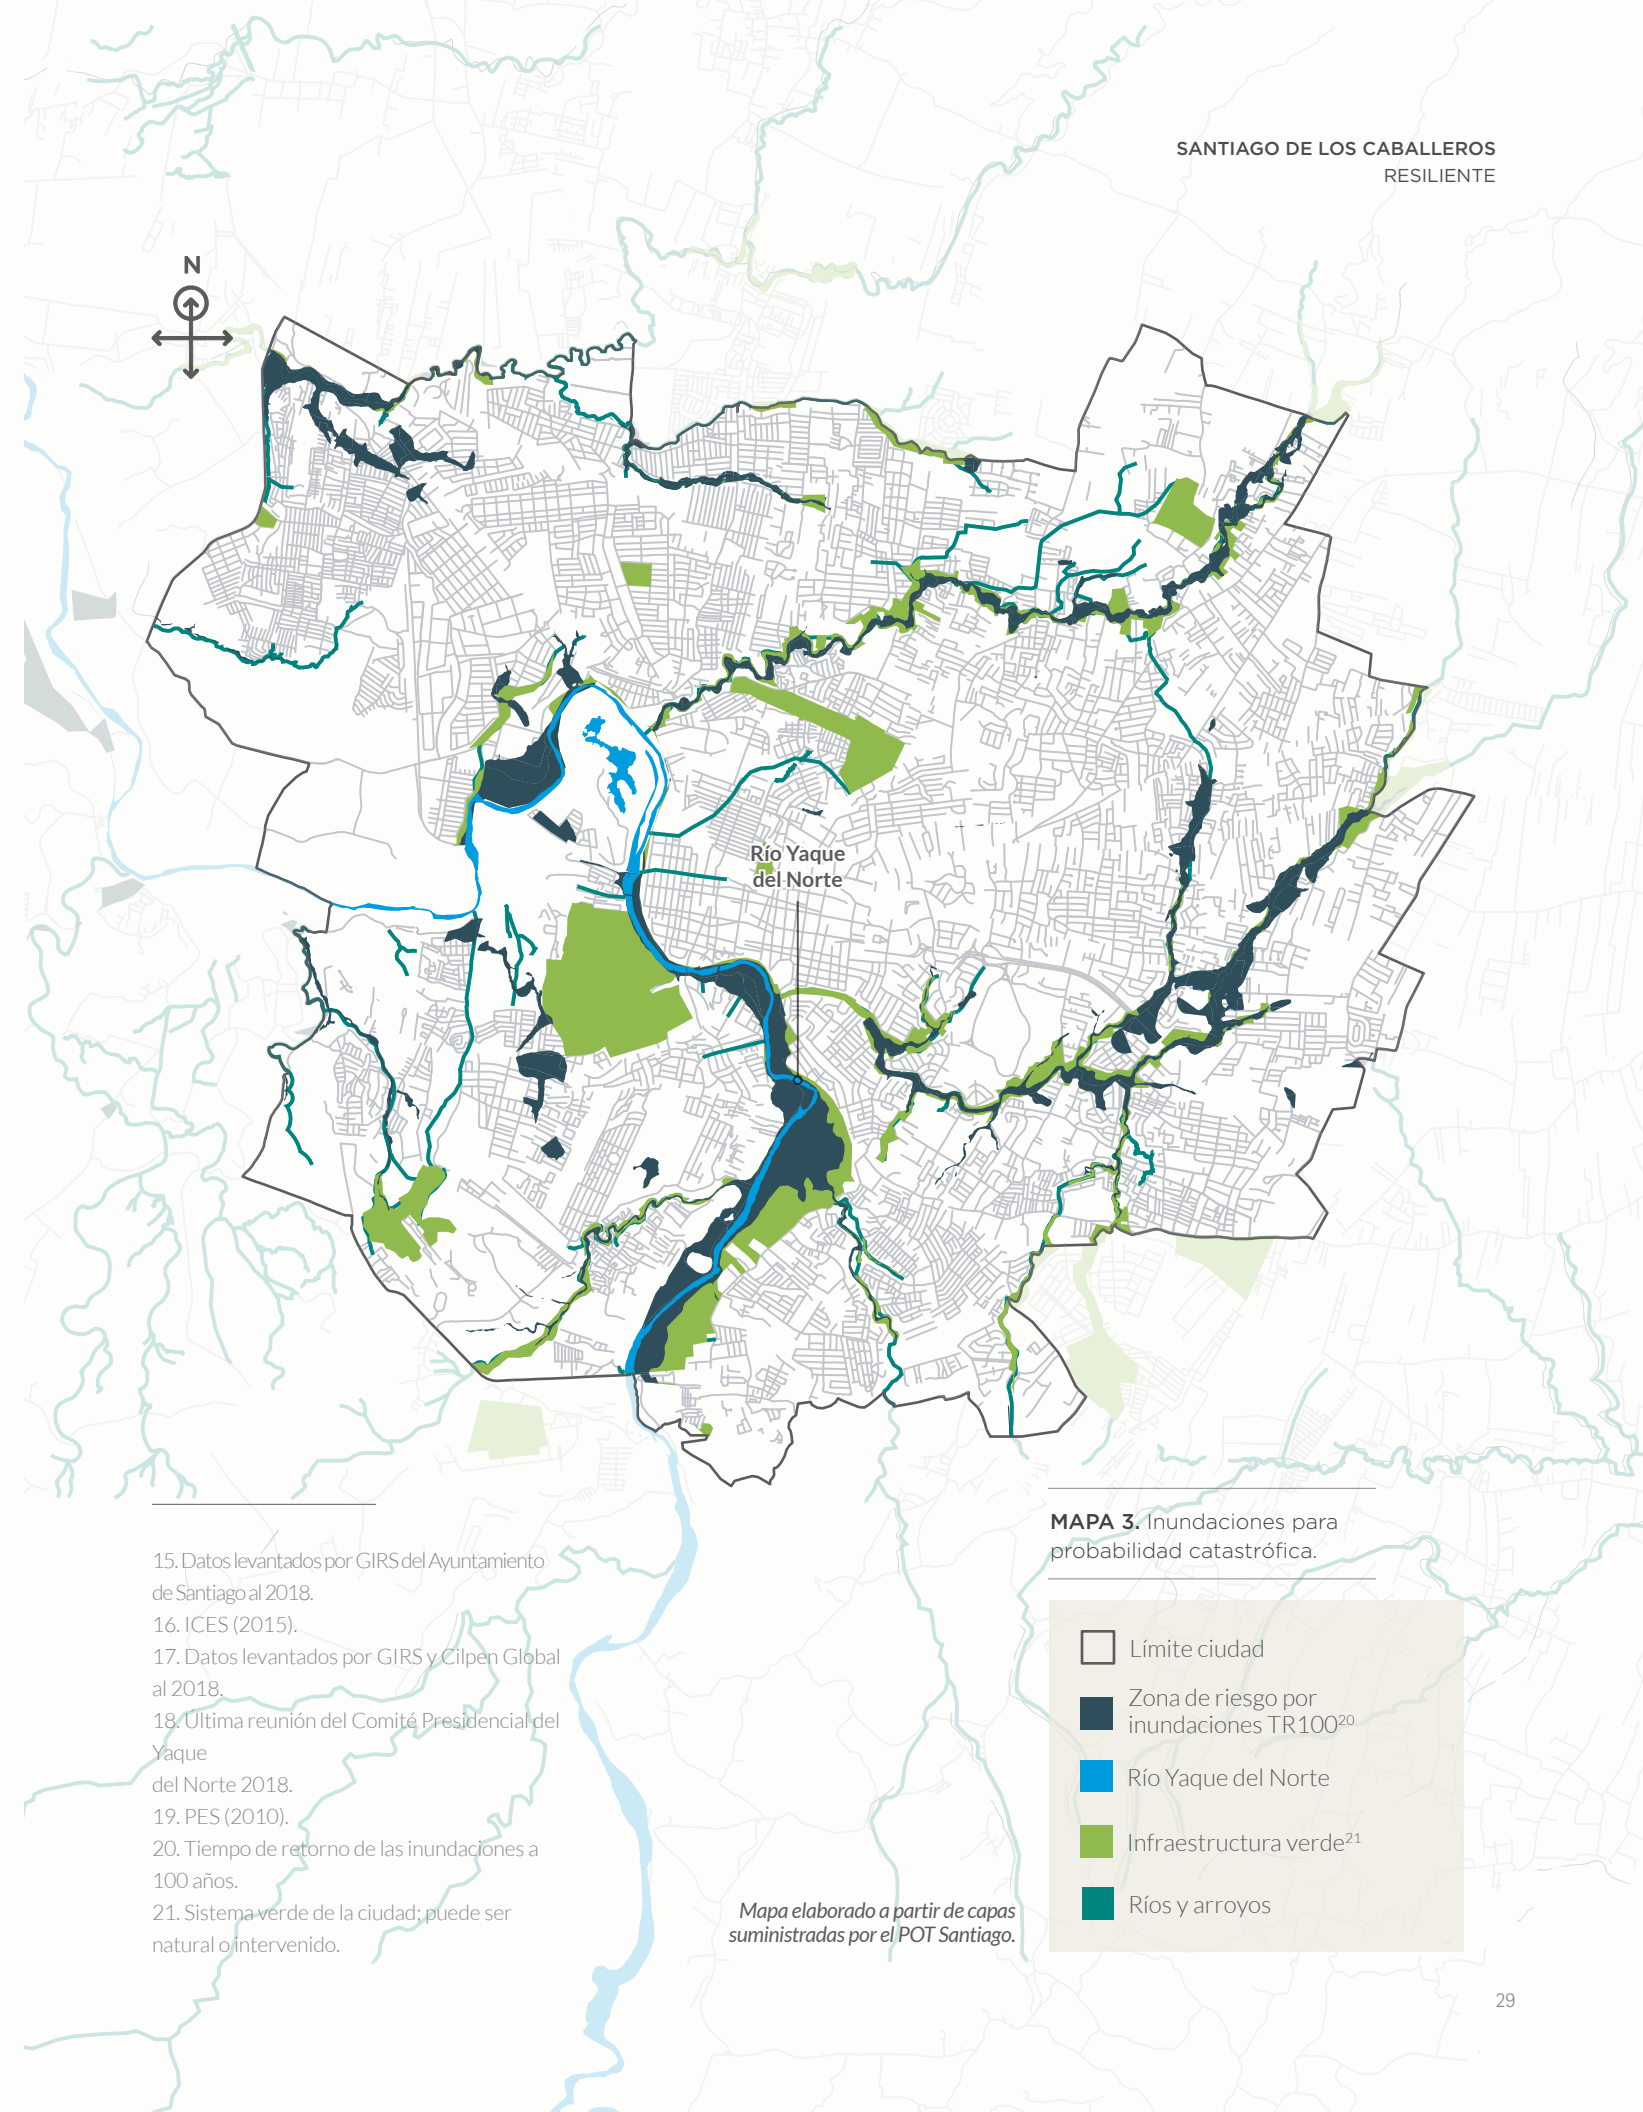 SANTIAGO DE LOS CABALLEROS
RESILIENTE
N
Río Yaque
del Norte
15. Datos levantados por GIRS del Ayuntamiento
de Santiago al 2018.
16. ICES (2015).
17. Datos levantados por GIRS y Cilpen Global
al 2018.
18. Última reunión del Comité Presidencial del
Yaque
del Norte 2018.
19. PES (2010).
20. Tiempo de retorno de las inundaciones a
100 años.
21. Sistema verde de la ciudad; puede ser
natural o intervenido.
Mapa elaborado a partir de capas
suministradas por el POT Santiago.
MAPA 3. Inundaciones para
probabilidad catastrófica.
Límite ciudad
Zona de riesgo por
inundaciones TR100²⁰
Río Yaque del Norte
Infraestructura verde²¹
Ríos y arroyos
29